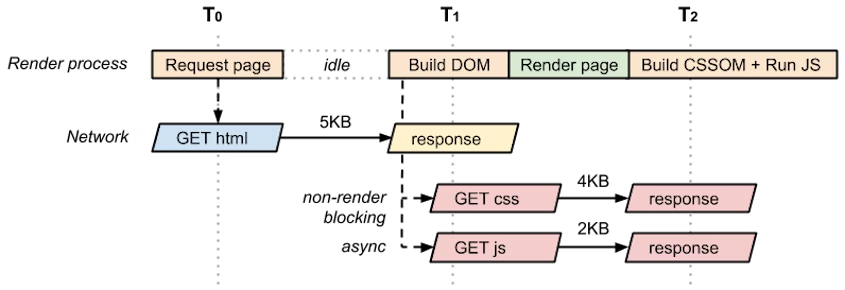 T0 T1 T2
Render process Request page idle Build DOM Render page Build CSSOM + Run JS
Network GET html 5KB response
non-render
blocking
GET css 4KB response
async GET js 2KB response